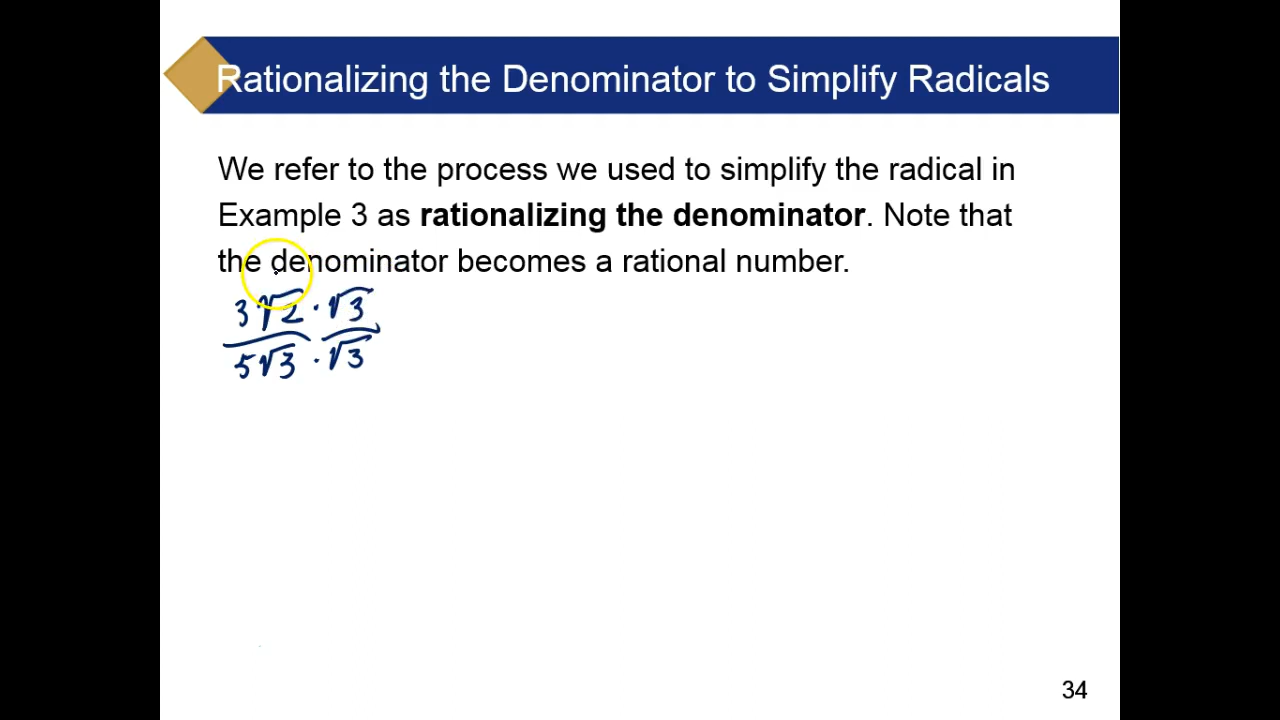 Rationalizing the Denominator to Simplify Radicals
We refer to the process we used to simplify the radical in
Example 3 as rationalizing the denominator. Note that
the denominator becomes a rational number.
3√2 · √3
5√3 · √3
34